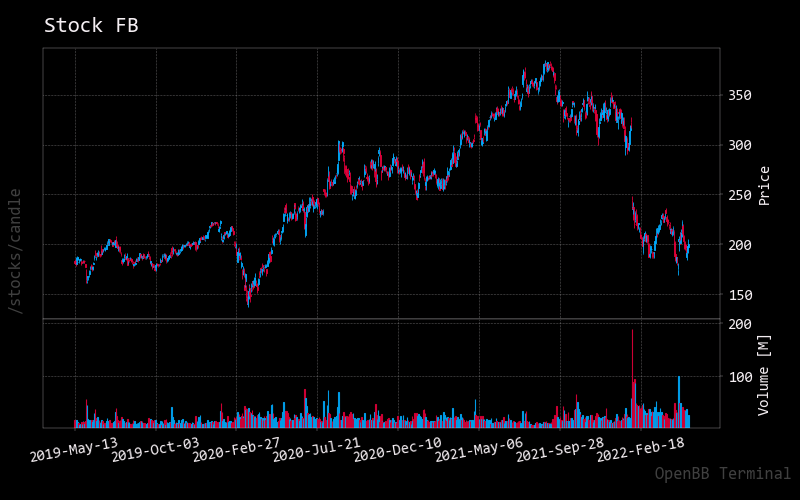 Stock FB
350
300
250
200
150
Price
/stocks/candle
200
100
Volume [M]
2019-May-13
2019-Oct-03
2020-Feb-27
2020-Jul-21
2020-Dec-10
2021-May-06
2021-Sep-28
2022-Feb-18
OpenBB Terminal